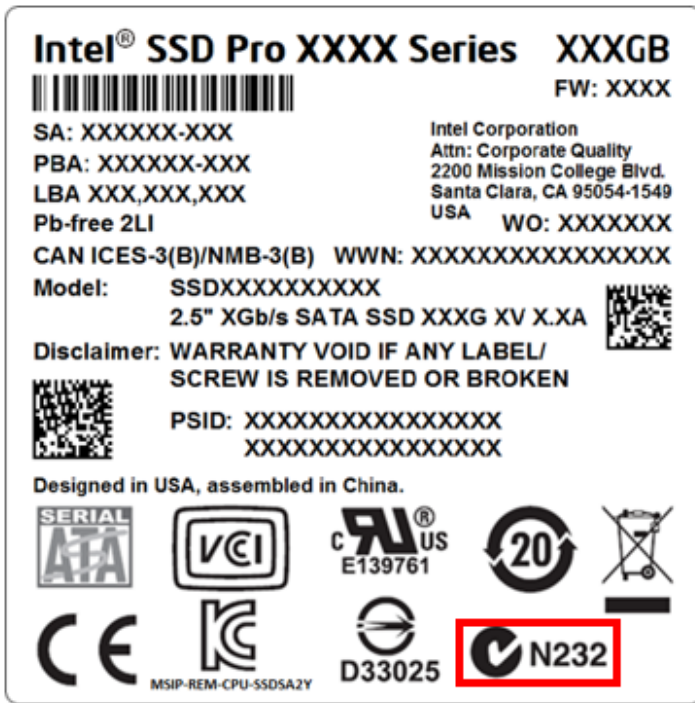 Intel® SSD Pro XXXX Series XXXGB
FW: XXXX
SA: XXXXXX-XXX
PBA: XXXXXX-XXX
LBA XXX,XXX,XXX
Pb-free 2LI
Intel Corporation
Attn: Corporate Quality
2200 Mission College Blvd.
Santa Clara, CA 95054-1549
USA
WO: XXXXXXX
CAN ICES-3(B)/NMB-3(B) WWN: XXXXXXXXXXXXXXXX
Model: SSDXXXXXXXXXX
2.5" XGb/s SATA SSD XXXG XV X.XA
Disclaimer: WARRANTY VOID IF ANY LABEL/
SCREW IS REMOVED OR BROKEN
PSID: XXXXXXXXXXXXXXXX
XXXXXXXXXXXXXXXX
Designed in USA, assembled in China.
SERIAL
ATA
VCI
c RU® US
E139761
20
CE
KC
MSIP-REM-CPU-SSDSA2Y
D33025
N232